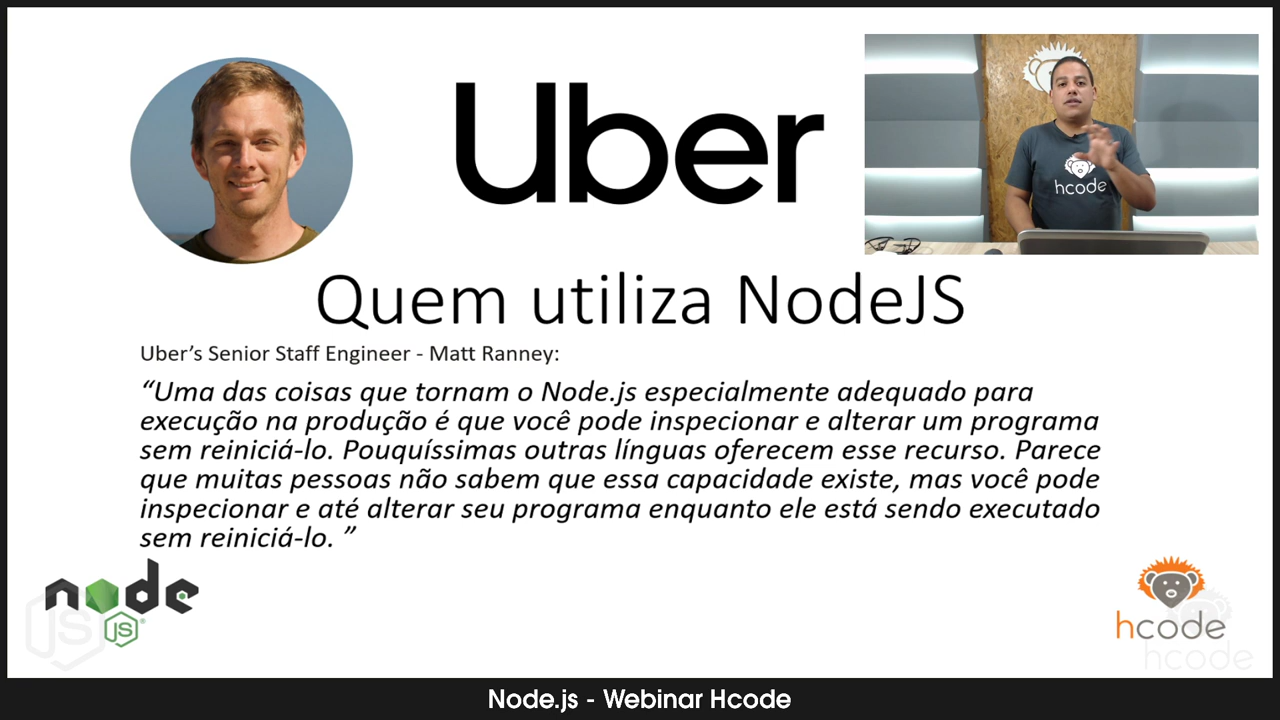 Uber
hcode
Quem utiliza NodeJS
Uber’s Senior Staff Engineer - Matt Ranney:
“Uma das coisas que tornam o Node.js especialmente adequado para
execução na produção é que você pode inspecionar e alterar um programa
sem reiniciá-lo. Pouquíssimas outras línguas oferecem esse recurso. Parece
que muitas pessoas não sabem que essa capacidade existe, mas você pode
inspecionar e até alterar seu programa enquanto ele está sendo executado
sem reiniciá-lo. ”
node
JS
JS
hcode
hcode
Node.js - Webinar Hcode